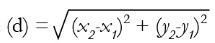 (d) = √(x₂-x₁)² + (y₂-y₁)²